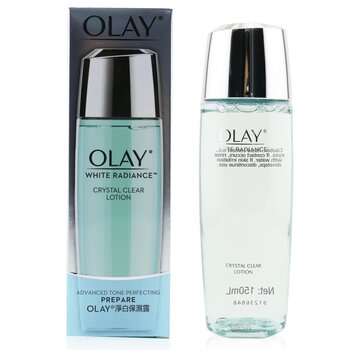 OLAY
OLAY
WHITE RADIANCE™
CRYSTAL CLEAR
LOTION
ADVANCED TONE PERFECTING
PREPARE
OLAY®淨白保濕露
OLAY
CRYSTAL CLEAR
LOTION
Net: 150mL
91236848